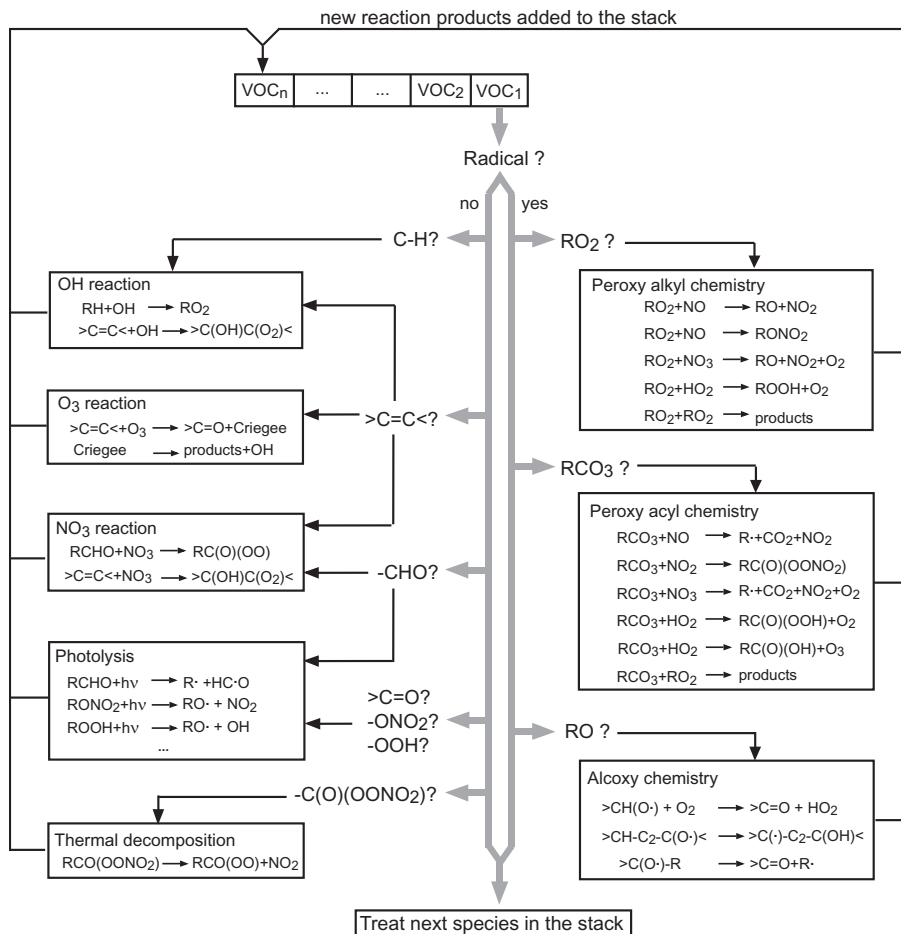 new reaction products added to the stack
VOCn ... ... VOC2 VOC1
Radical ?
no yes
C-H?
OH reaction
RH+OH → RO2
>C=C<+OH → >C(OH)C(O2)<
O3 reaction
>C=C<+O3 → >C=O+Criegee
Criegee → products+OH
>C=C<?
NO3 reaction
RCHO+NO3 → RC(O)(OO)
>C=C<+NO3 → >C(OH)C(O2)<
-CHO?
Photolysis
RCHO+hν → R· +HC·O
RONO2+hν → RO· + NO2
ROOH+hν → RO· + OH
...
>C=O?
-ONO2?
-OOH?
-C(O)(OONO2)?
Thermal decomposition
RCO(OONO2) → RCO(OO)+NO2
RO2 ?
Peroxy alkyl chemistry
RO2+NO → RO+NO2
RO2+NO → RONO2
RO2+NO3 → RO+NO2+O2
RO2+HO2 → ROOH+O2
RO2+RO2 → products
RCO3 ?
Peroxy acyl chemistry
RCO3+NO → R·+CO2+NO2
RCO3+NO2 → RC(O)(OONO2)
RCO3+NO3 → R·+CO2+NO2+O2
RCO3+HO2 → RC(O)(OOH)+O2
RCO3+HO2 → RC(O)(OH)+O3
RCO3+RO2 → products
RO ?
Alcoxy chemistry
>CH(O·) + O2 → >C=O + HO2
>CH-C2-C(O·)< → >C(·)-C2-C(OH)<
>C(O·)-R → >C=O+R·
Treat next species in the stack